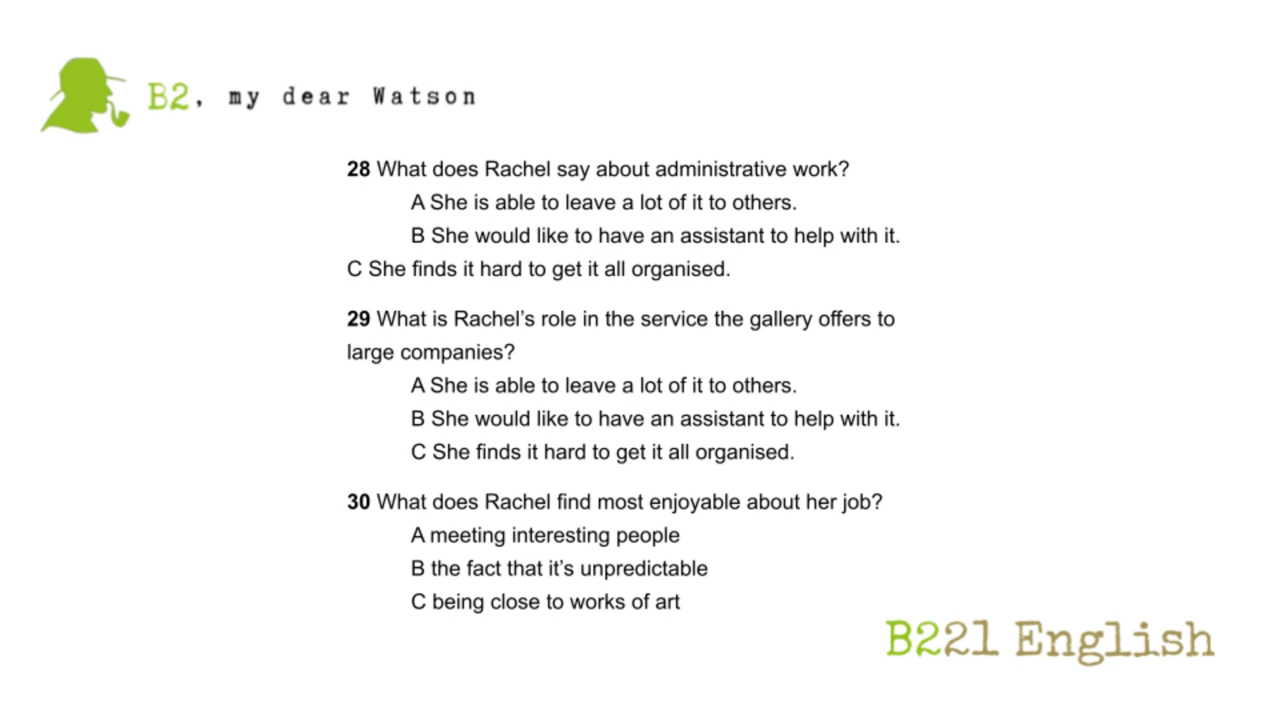 B2, my dear Watson
28 What does Rachel say about administrative work?
A She is able to leave a lot of it to others.
B She would like to have an assistant to help with it.
C She finds it hard to get it all organised.
29 What is Rachel’s role in the service the gallery offers to
large companies?
A She is able to leave a lot of it to others.
B She would like to have an assistant to help with it.
C She finds it hard to get it all organised.
30 What does Rachel find most enjoyable about her job?
A meeting interesting people
B the fact that it’s unpredictable
C being close to works of art
B221 English